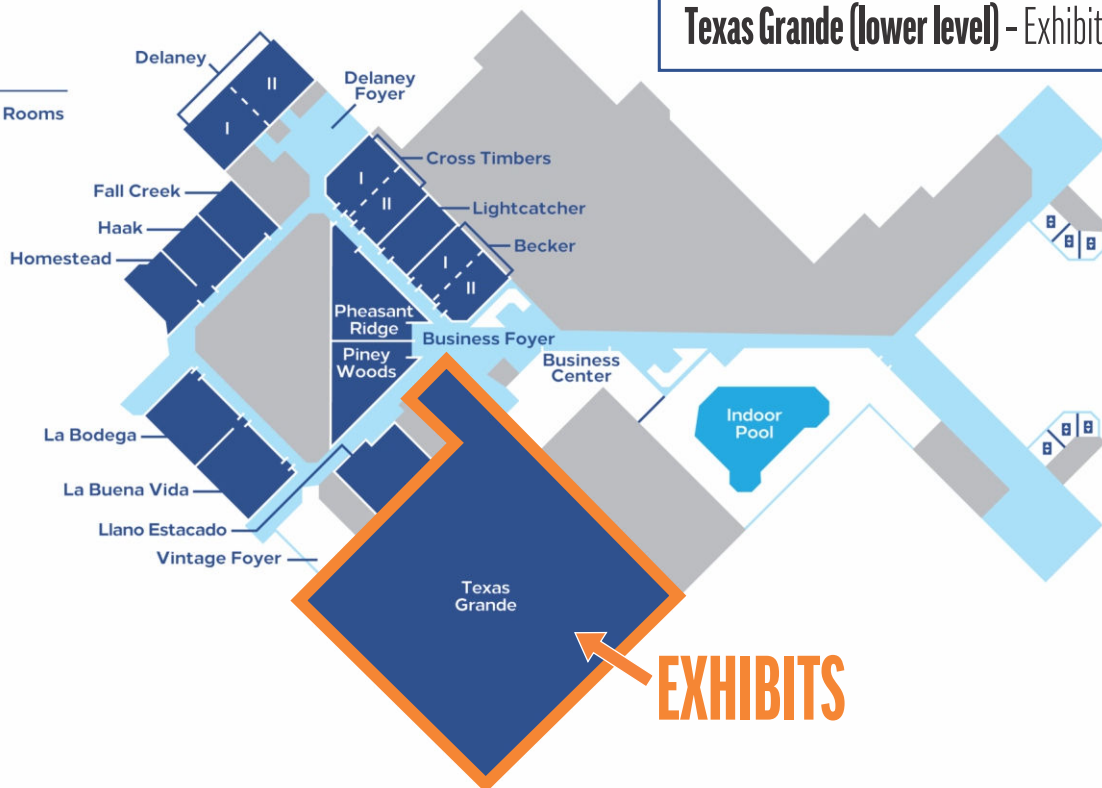 Texas Grande (lower level) – Exhibit
Delaney
II
I
Rooms
Delaney
Foyer
Cross Timbers
I
II
Fall Creek
Lightcatcher
Haak
Becker
Homestead
I
II
Pheasant
Ridge
Business Foyer
Piney
Woods
Business
Center
Indoor
Pool
La Bodega
La Buena Vida
Llano Estacado
Vintage Foyer
Texas
Grande
EXHIBITS